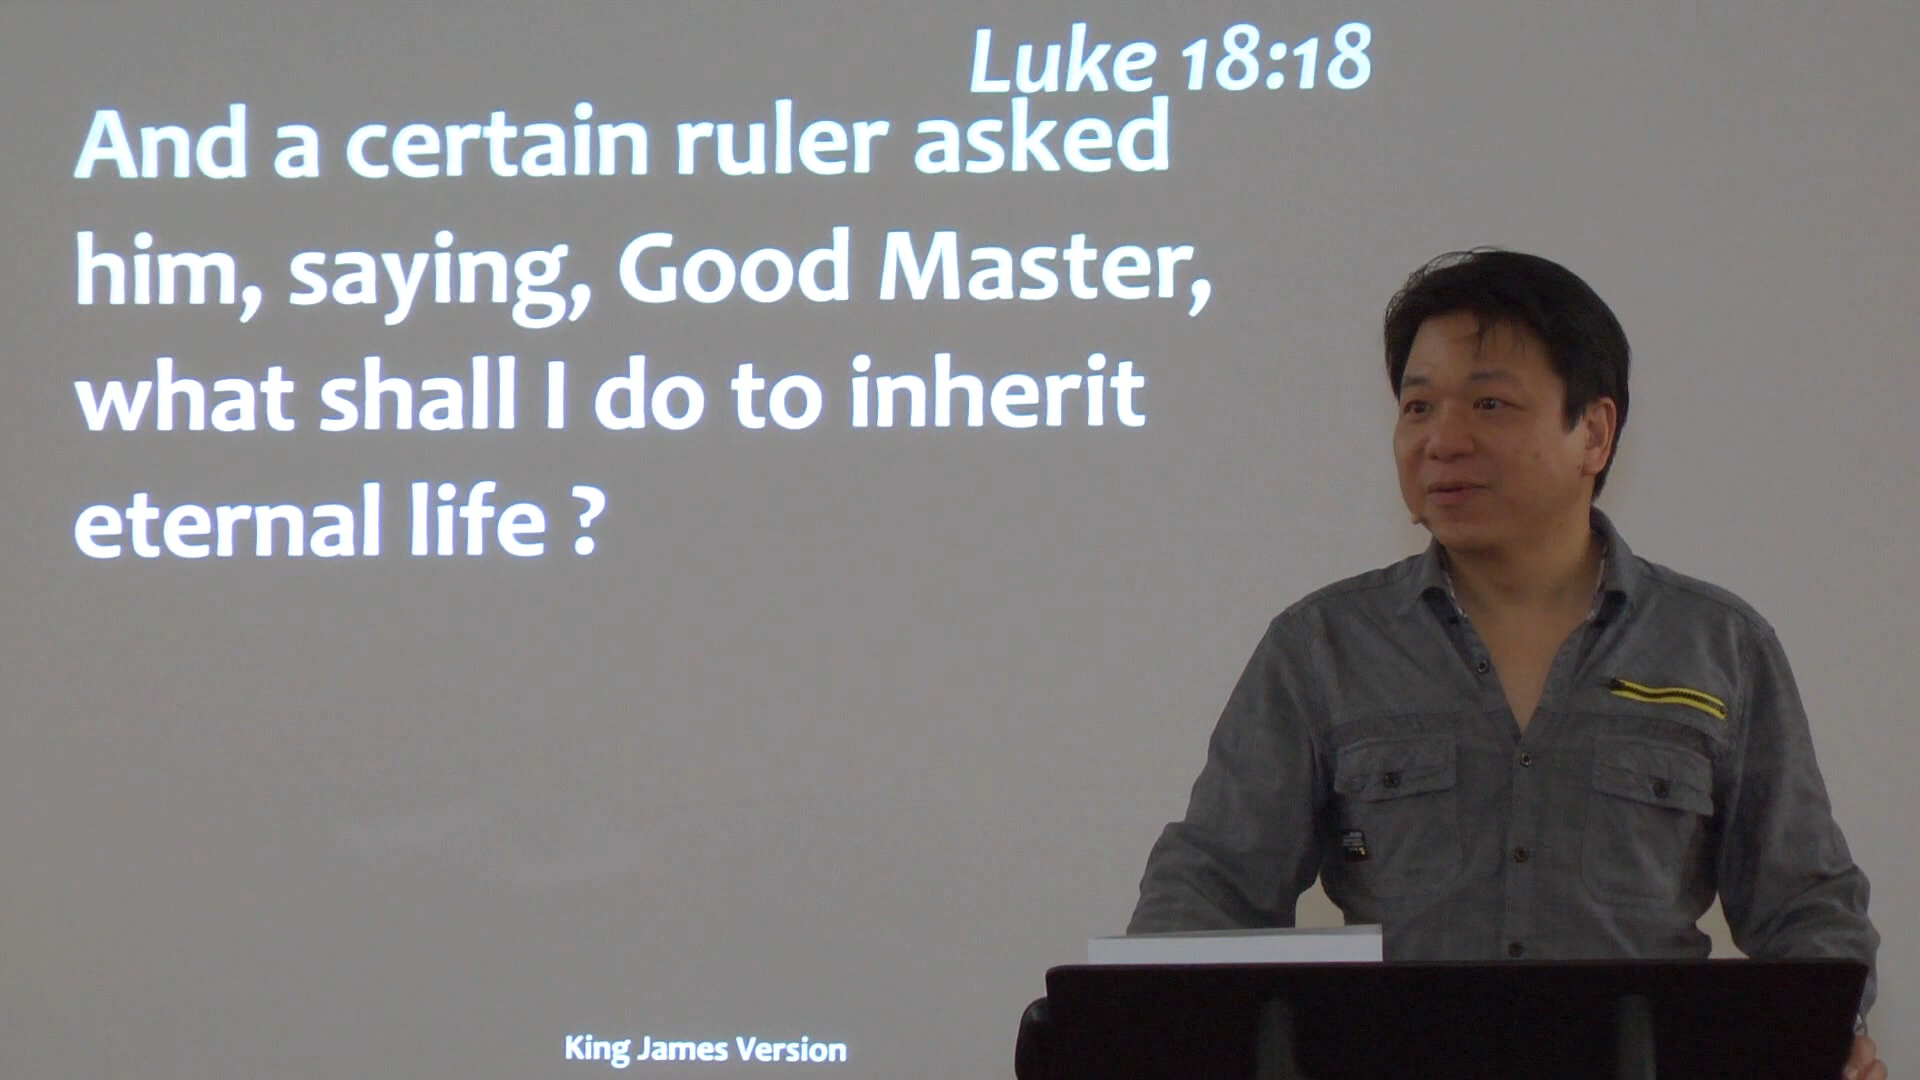 Luke 18:18
And a certain ruler asked
him, saying, Good Master,
what shall I do to inherit
eternal life ?
King James Version